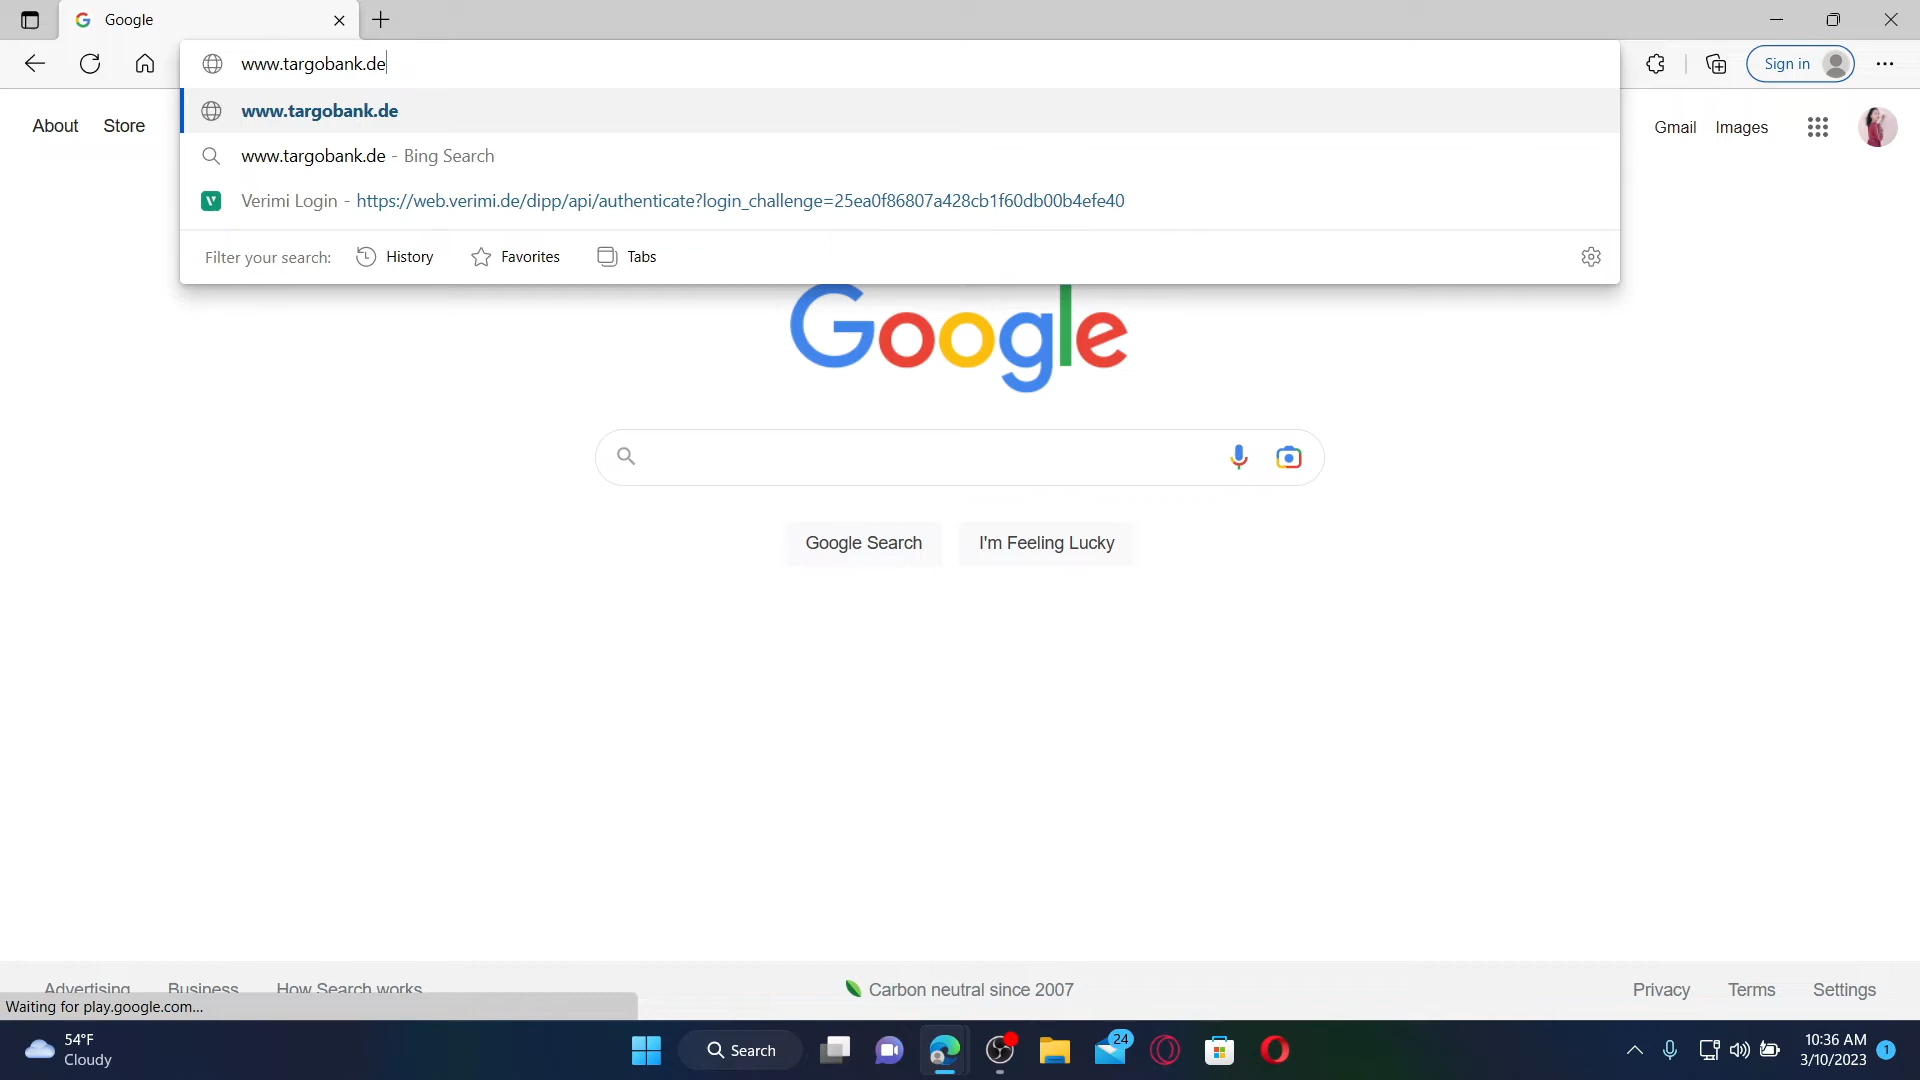 Google
www.targobank.de
Sign in
www.targobank.de
www.targobank.de - Bing Search
Verimi Login - https://web.verimi.de/dipp/api/authenticate?login_challenge=25ea0f86807a428cb1f60db00b4efe40
Filter your search: History Favorites Tabs
About Store Gmail Images
Google
Google Search I'm Feeling Lucky
Advertising Business How Search works Carbon neutral since 2007 Privacy Terms Settings
Waiting for play.google.com...
54°F
Cloudy
Search
24
10:36 AM
3/10/2023
1